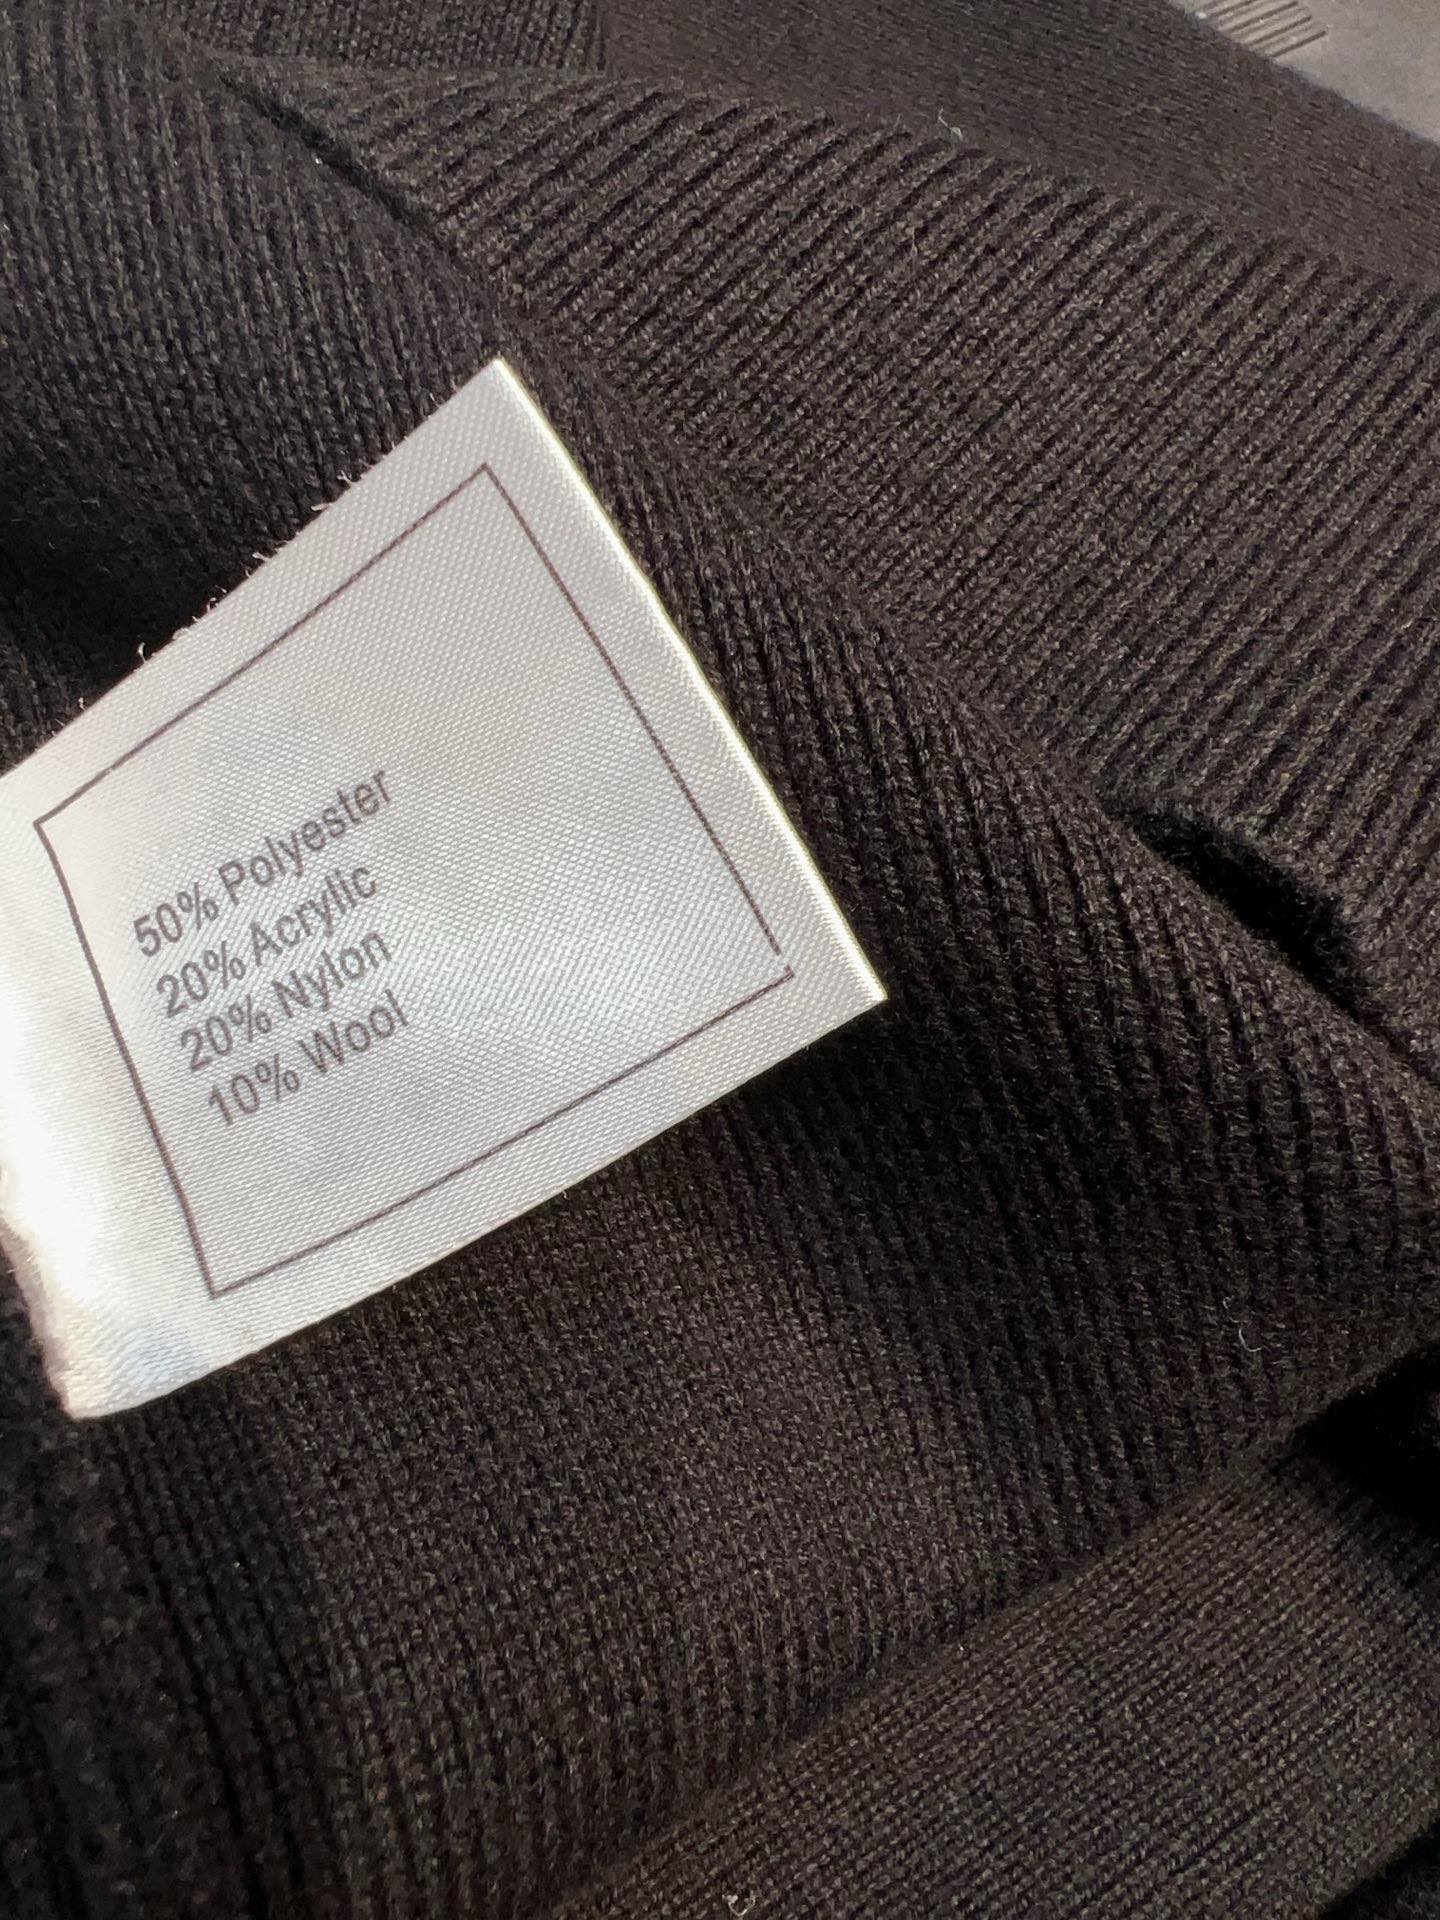 50% Polyester
20% Acrylic
20% Nylon
10% Wool